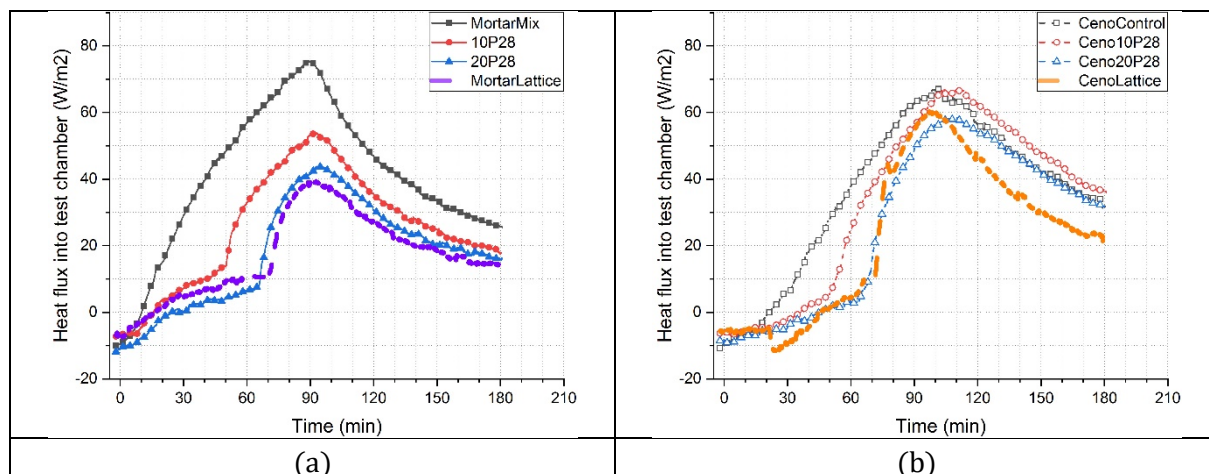 MortarMix
10P28
20P28
MortarLattice
Heat flux into test chamber (W/m2)
80
60
40
20
0
-20
0 30 60 90 120 150 180 210
Time (min)
(a)
CenoControl
Ceno10P28
Ceno20P28
CenoLattice
Heat flux into test chamber (W/m2)
80
60
40
20
0
-20
0 30 60 90 120 150 180 210
Time (min)
(b)